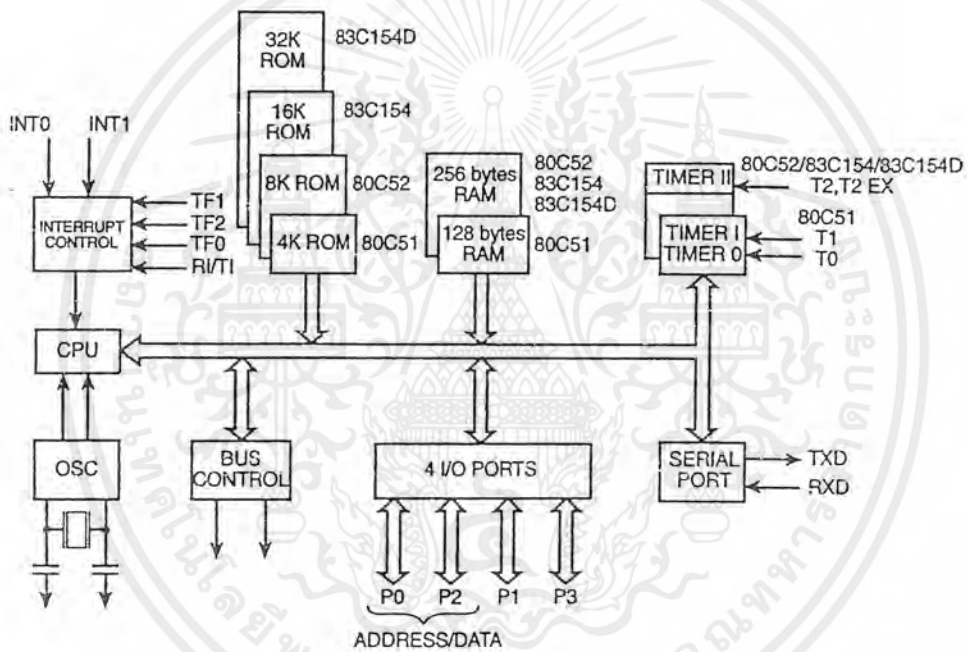 32K
ROM
83C154D
16K
ROM
83C154
8K ROM
80C52
4K ROM
80C51
INT0
INT1
INTERRUPT
CONTROL
TF1
TF2
TF0
RI/TI
256 bytes
RAM
80C52
83C154
83C154D
128 bytes
RAM
80C51
TIMER II
80C52/83C154/83C154D
T2,T2 EX
TIMER I
TIMER 0
80C51
T1
T0
CPU
OSC
BUS
CONTROL
4 I/O PORTS
SERIAL
PORT
TXD
RXD
P0
P2
P1
P3
ADDRESS/DATA